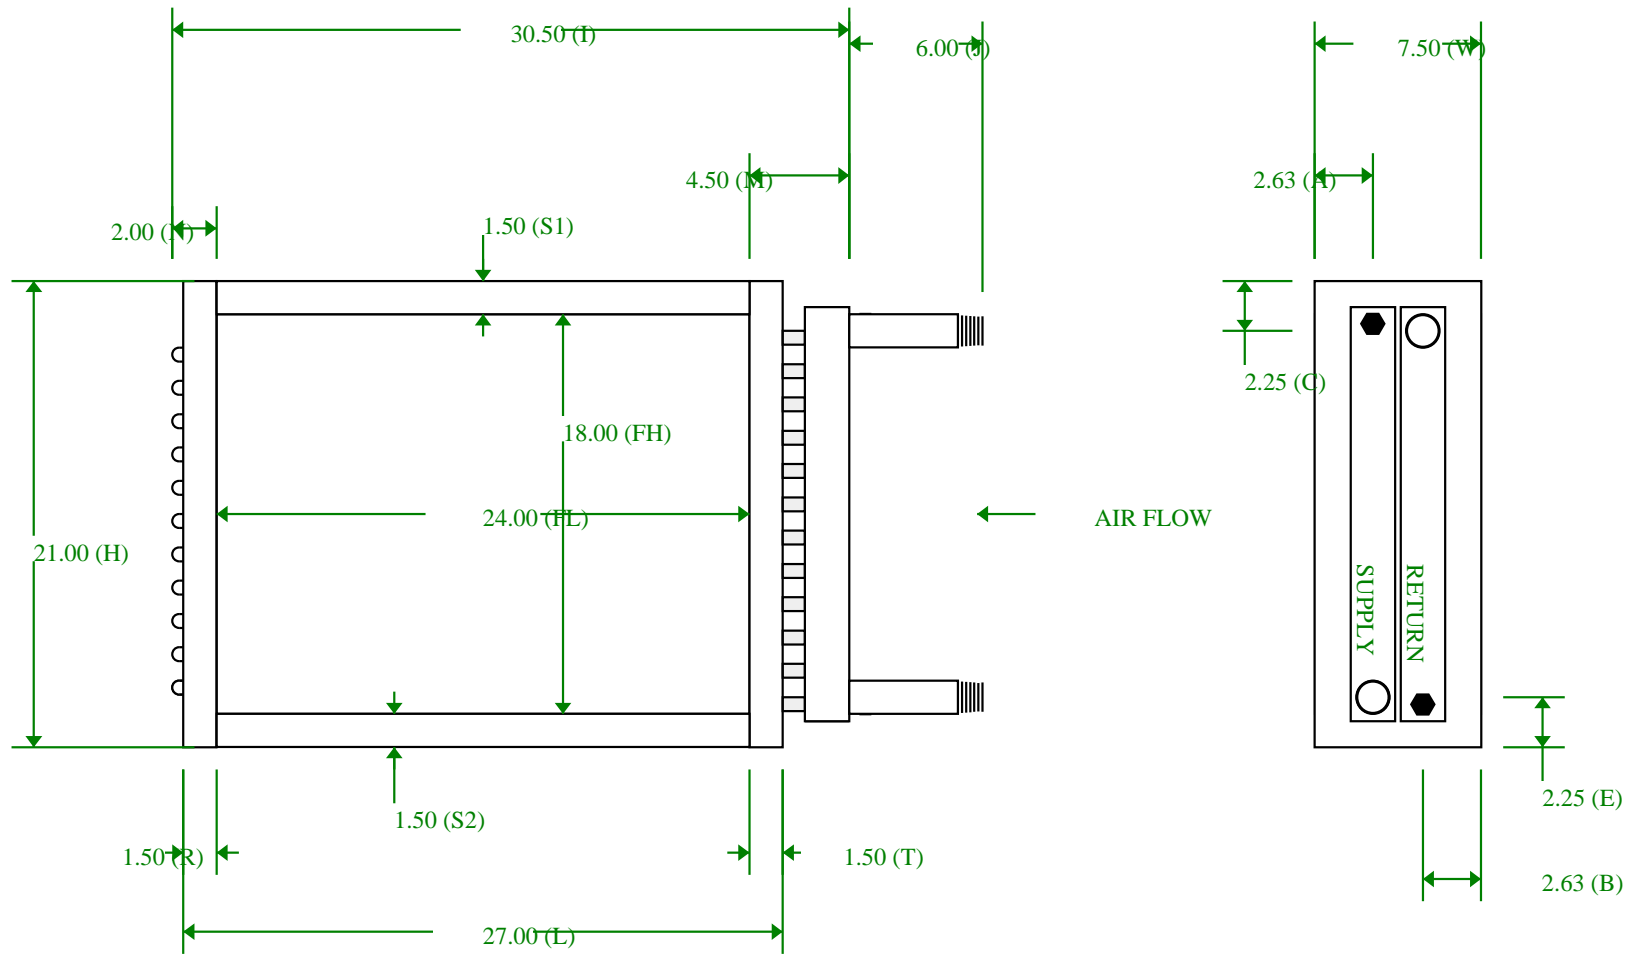 30.50 (I)
6.00 (J)
7.50 (W)
4.50 (M)
2.63 (A)
2.00 (N)
1.50 (S1)
2.25 (C)
18.00 (FH)
24.00 (FL)
AIR FLOW
21.00 (H)
SUPPLY
RETURN
2.25 (E)
1.50 (S2)
1.50 (R)
1.50 (T)
2.63 (B)
27.00 (L)